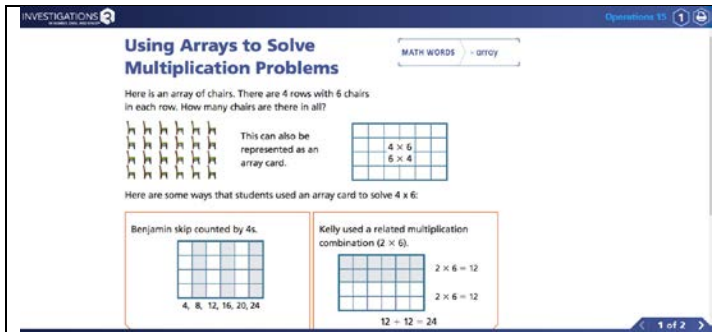 INVESTIGATIONS 3
Operations 15 1
Using Arrays to Solve
Multiplication Problems
MATH WORDS • array
Here is an array of chairs. There are 4 rows with 6 chairs
in each row. How many chairs are there in all?
This can also be
represented as an
array card.
4 × 6
6 × 4
Here are some ways that students used an array card to solve 4 x 6:
Benjamin skip counted by 4s.
4, 8, 12, 16, 20, 24
Kelly used a related multiplication
combination (2 × 6).
2 × 6 = 12
2 × 6 = 12
12 + 12 = 24
1 of 2